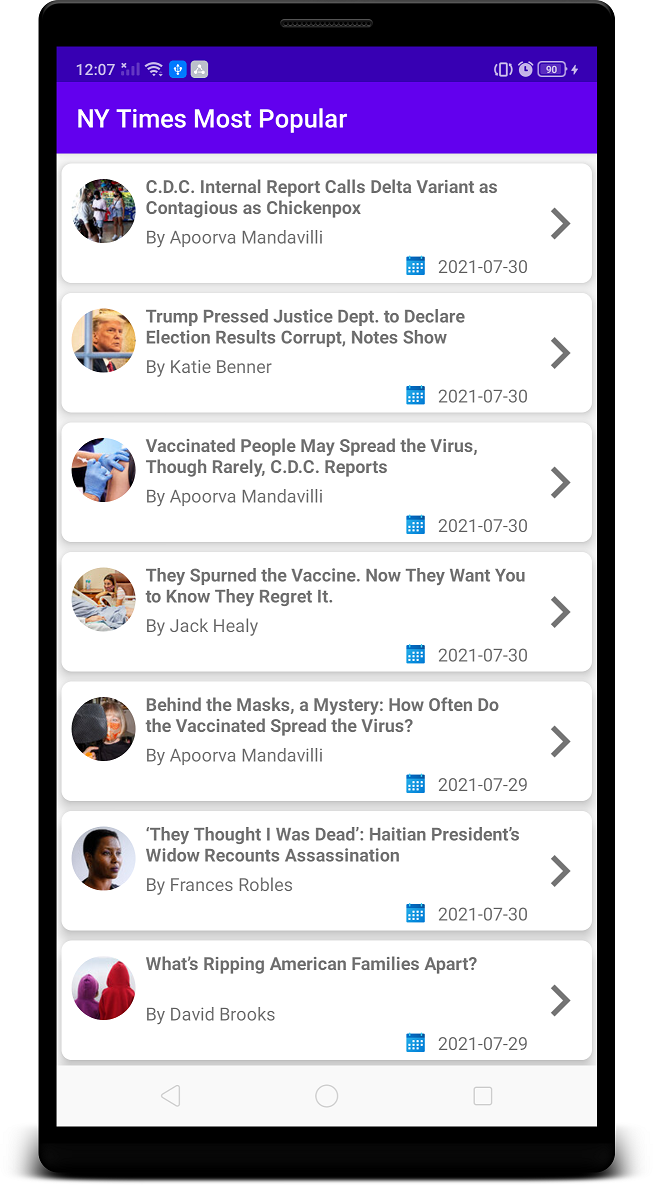 12:07
90
NY Times Most Popular
C.D.C. Internal Report Calls Delta Variant as
Contagious as Chickenpox
By Apoorva Mandavilli
2021-07-30
Trump Pressed Justice Dept. to Declare
Election Results Corrupt, Notes Show
By Katie Benner
2021-07-30
Vaccinated People May Spread the Virus,
Though Rarely, C.D.C. Reports
By Apoorva Mandavilli
2021-07-30
They Spurned the Vaccine. Now They Want You
to Know They Regret It.
By Jack Healy
2021-07-30
Behind the Masks, a Mystery: How Often Do
the Vaccinated Spread the Virus?
By Apoorva Mandavilli
2021-07-29
‘They Thought I Was Dead’: Haitian President’s
Widow Recounts Assassination
By Frances Robles
2021-07-30
What’s Ripping American Families Apart?
By David Brooks
2021-07-29